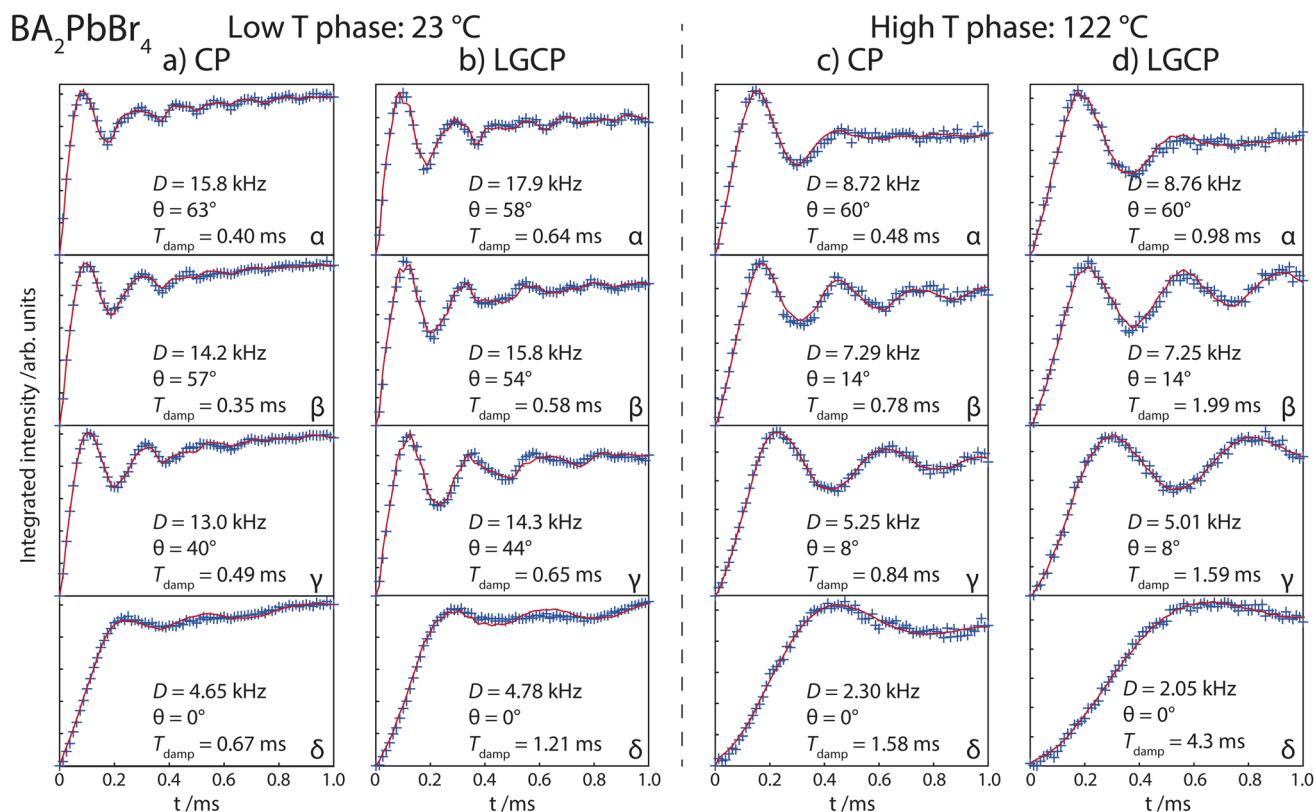 BA2PbBr4
Low T phase: 23 °C
High T phase: 122 °C
a) CP
b) LGCP
c) CP
d) LGCP
Integrated intensity /arb. units
D = 15.8 kHz
θ = 63°
Tdamp = 0.40 ms
α
D = 17.9 kHz
θ = 58°
Tdamp = 0.64 ms
α
D = 8.72 kHz
θ = 60°
Tdamp = 0.48 ms
α
D = 8.76 kHz
θ = 60°
Tdamp = 0.98 ms
α
D = 14.2 kHz
θ = 57°
Tdamp = 0.35 ms
β
D = 15.8 kHz
θ = 54°
Tdamp = 0.58 ms
β
D = 7.29 kHz
θ = 14°
Tdamp = 0.78 ms
β
D = 7.25 kHz
θ = 14°
Tdamp = 1.99 ms
β
D = 13.0 kHz
θ = 40°
Tdamp = 0.49 ms
γ
D = 14.3 kHz
θ = 44°
Tdamp = 0.65 ms
γ
D = 5.25 kHz
θ = 8°
Tdamp = 0.84 ms
γ
D = 5.01 kHz
θ = 8°
Tdamp = 1.59 ms
γ
D = 4.65 kHz
θ = 0°
Tdamp = 0.67 ms
δ
D = 4.78 kHz
θ = 0°
Tdamp = 1.21 ms
δ
D = 2.30 kHz
θ = 0°
Tdamp = 1.58 ms
δ
D = 2.05 kHz
θ = 0°
Tdamp = 4.3 ms
δ
0 0.2 0.4 0.6 0.8 1.0
0 0.2 0.4 0.6 0.8 1.0
0 0.2 0.4 0.6 0.8 1.0
0 0.2 0.4 0.6 0.8 1.0
t /ms
t /ms
t /ms
t /ms